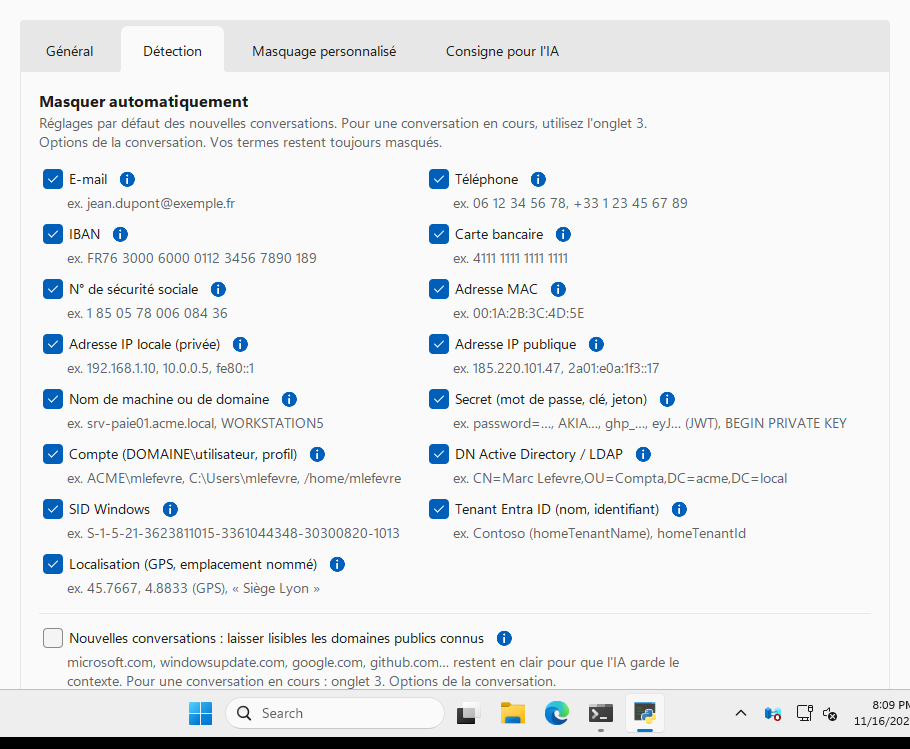 Général
Détection
Masquage personnalisé
Consigne pour l'IA
Masquer automatiquement
Réglages par défaut des nouvelles conversations. Pour une conversation en cours, utilisez l'onglet 3.
Options de la conversation. Vos termes restent toujours masqués.
E-mail
ex. jean.dupont@exemple.fr
Téléphone
ex. 06 12 34 56 78, +33 1 23 45 67 89
IBAN
ex. FR76 3000 6000 0112 3456 7890 189
Carte bancaire
ex. 4111 1111 1111 1111
N° de sécurité sociale
ex. 1 85 05 78 006 084 36
Adresse MAC
ex. 00:1A:2B:3C:4D:5E
Adresse IP locale (privée)
ex. 192.168.1.10, 10.0.0.5, fe80::1
Adresse IP publique
ex. 185.220.101.47, 2a01:e0a:1f3::17
Nom de machine ou de domaine
ex. srv-paie01.acme.local, WORKSTATION5
Secret (mot de passe, clé, jeton)
ex. password=..., AKIA..., ghp_..., eyJ... (JWT), BEGIN PRIVATE KEY
Compte (DOMAINE\utilisateur, profil)
ex. ACME\mlefevre, C:\Users\mlefevre, /home/mlefevre
DN Active Directory / LDAP
ex. CN=Marc Lefevre,OU=Compta,DC=acme,DC=local
SID Windows
ex. S-1-5-21-3623811015-3361044348-30300820-1013
Tenant Entra ID (nom, identifiant)
ex. Contoso (homeTenantName), homeTenantId
Localisation (GPS, emplacement nommé)
ex. 45.7667, 4.8833 (GPS), « Siège Lyon »
Nouvelles conversations : laisser lisibles les domaines publics connus
microsoft.com, windowsupdate.com, google.com, github.com... restent en clair pour que l'IA garde le
contexte. Pour une conversation en cours : onglet 3. Options de la conversation.
Search
8:09 PM
11/16/202